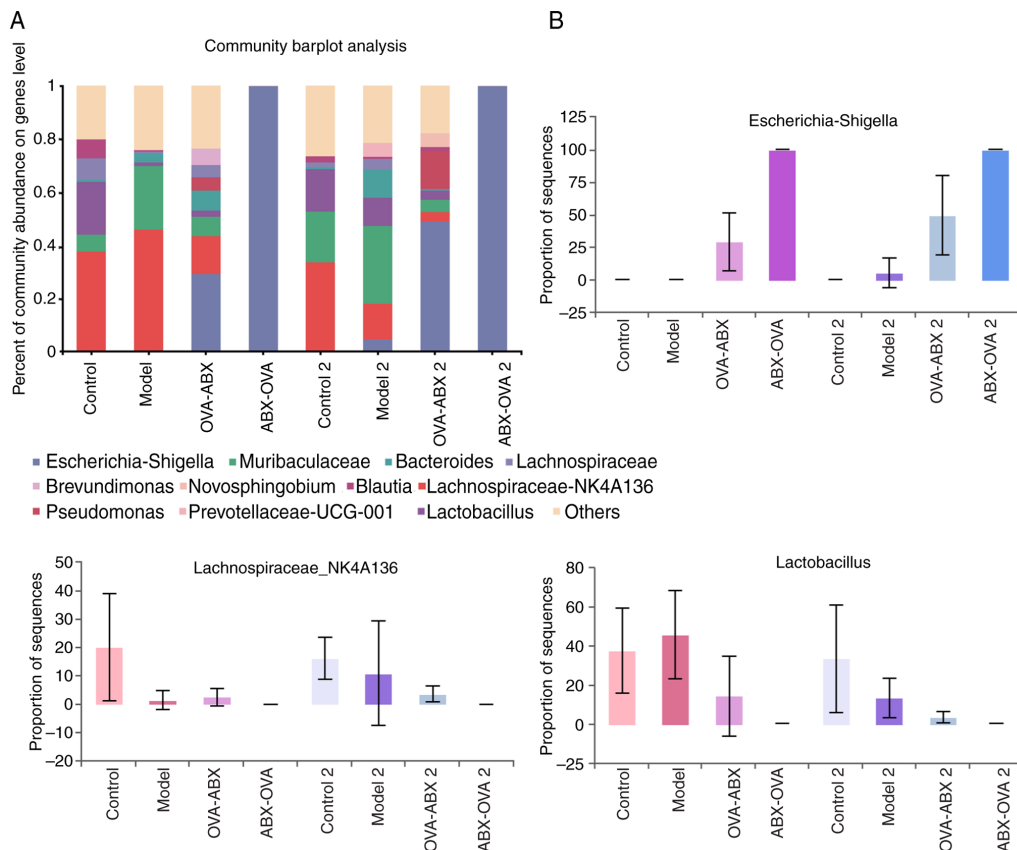 A
Community barplot analysis
Percent of community abundance on genes level
1
0.8
0.6
0.4
0.2
0
Control
Model
OVA-ABX
ABX-OVA
Control 2
Model 2
OVA-ABX 2
ABX-OVA 2
Escherichia-Shigella Muribaculaceae Bacteroides Lachnospiraceae
Brevundimonas Novosphingobium Blautia Lachnospiraceae-NK4A136
Pseudomonas Prevotellaceae-UCG-001 Lactobacillus Others
B
Escherichia-Shigella
Proportion of sequences
125
100
75
50
25
0
−25
Control
Model
OVA-ABX
ABX-OVA
Control 2
Model 2
OVA-ABX 2
ABX-OVA 2
Lachnospiraceae_NK4A136
Proportion of sequences
50
40
30
20
10
0
−10
−20
Control
Model
OVA-ABX
ABX-OVA
Control 2
Model 2
OVA-ABX 2
ABX-OVA 2
Lactobacillus
Proportion of sequences
80
60
40
20
0
−25
Control
Model
OVA-ABX
ABX-OVA
Control 2
Model 2
OVA-ABX 2
ABX-OVA 2